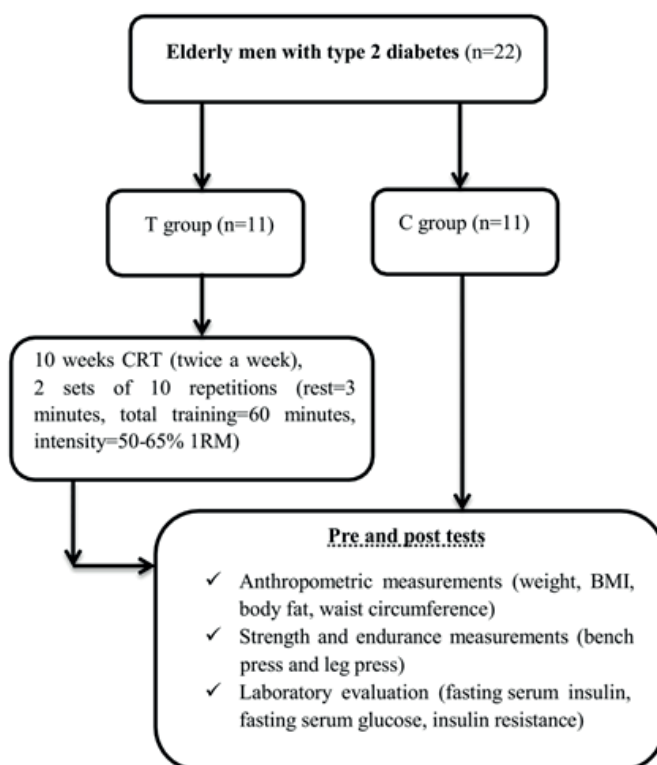 Elderly men with type 2 diabetes (n=22)
T group (n=11)
C group (n=11)
10 weeks CRT (twice a week),
2 sets of 10 repetitions (rest=3
minutes, total training=60 minutes,
intensity=50-65% 1RM)
Pre and post tests
✓ Anthropometric measurements (weight, BMI,
body fat, waist circumference)
✓ Strength and endurance measurements (bench
press and leg press)
✓ Laboratory evaluation (fasting serum insulin,
fasting serum glucose, insulin resistance)